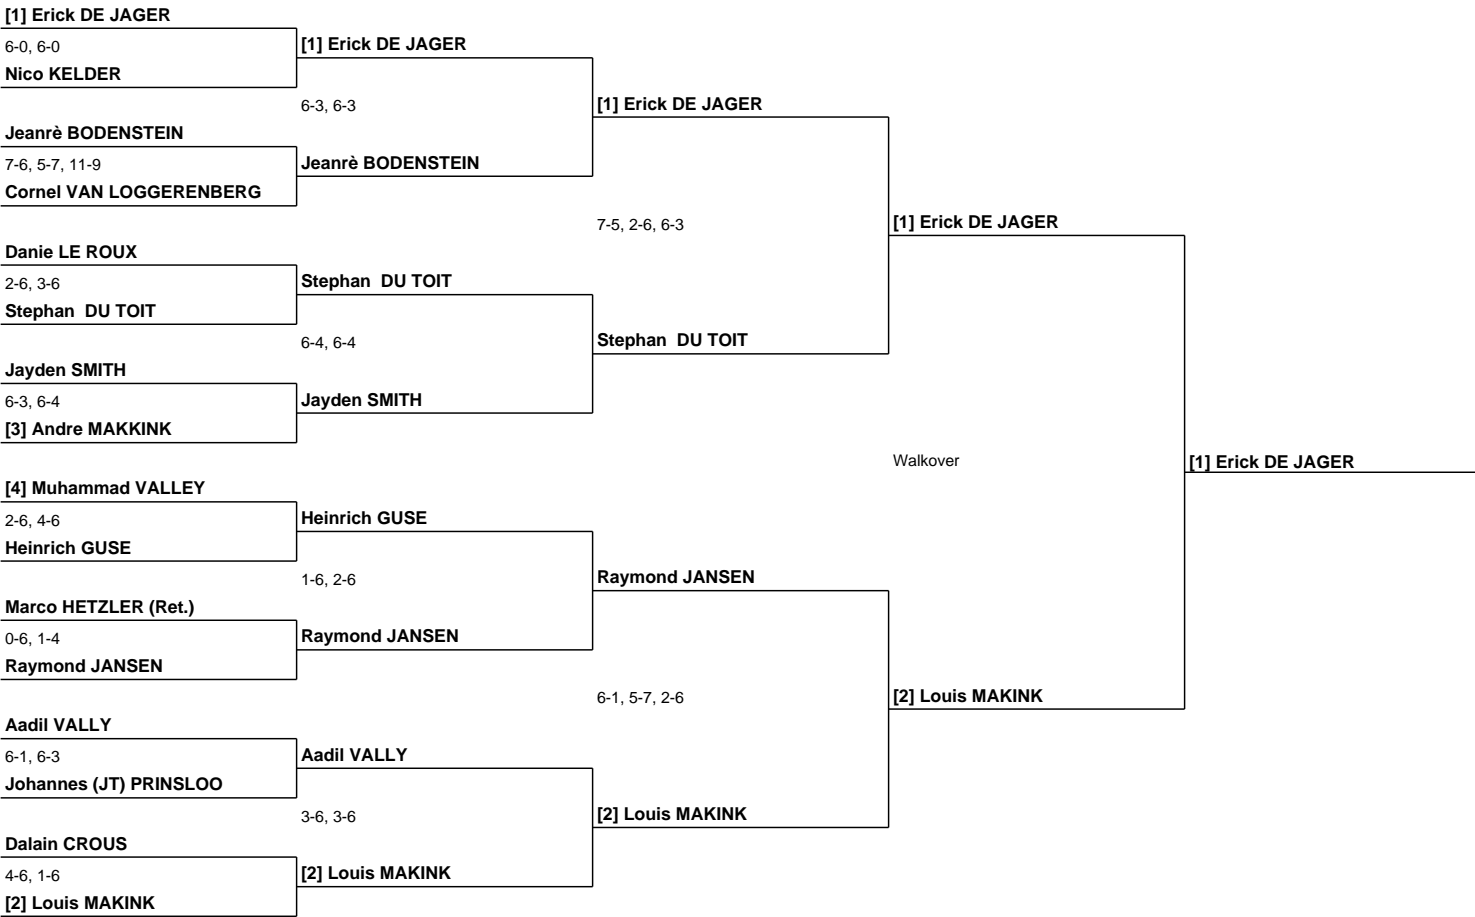 [1] Erick DE JAGER
6-0, 6-0
Nico KELDER
Jeanrè BODENSTEIN
7-6, 5-7, 11-9
Cornel VAN LOGGERENBERG
Danie LE ROUX
2-6, 3-6
Stephan  DU TOIT
Jayden SMITH
6-3, 6-4
[3] Andre MAKKINK
[4] Muhammad VALLEY
2-6, 4-6
Heinrich GUSE
Marco HETZLER (Ret.)
0-6, 1-4
Raymond JANSEN
Aadil VALLY
6-1, 6-3
Johannes (JT) PRINSLOO
Dalain CROUS
4-6, 1-6
[2] Louis MAKINK
[1] Erick DE JAGER
6-3, 6-3
Jeanrè BODENSTEIN
Stephan  DU TOIT
6-4, 6-4
Jayden SMITH
Heinrich GUSE
1-6, 2-6
Raymond JANSEN
Aadil VALLY
3-6, 3-6
[2] Louis MAKINK
[1] Erick DE JAGER
7-5, 2-6, 6-3
Stephan  DU TOIT
Raymond JANSEN
6-1, 5-7, 2-6
[2] Louis MAKINK
[1] Erick DE JAGER
Walkover
[2] Louis MAKINK
[1] Erick DE JAGER